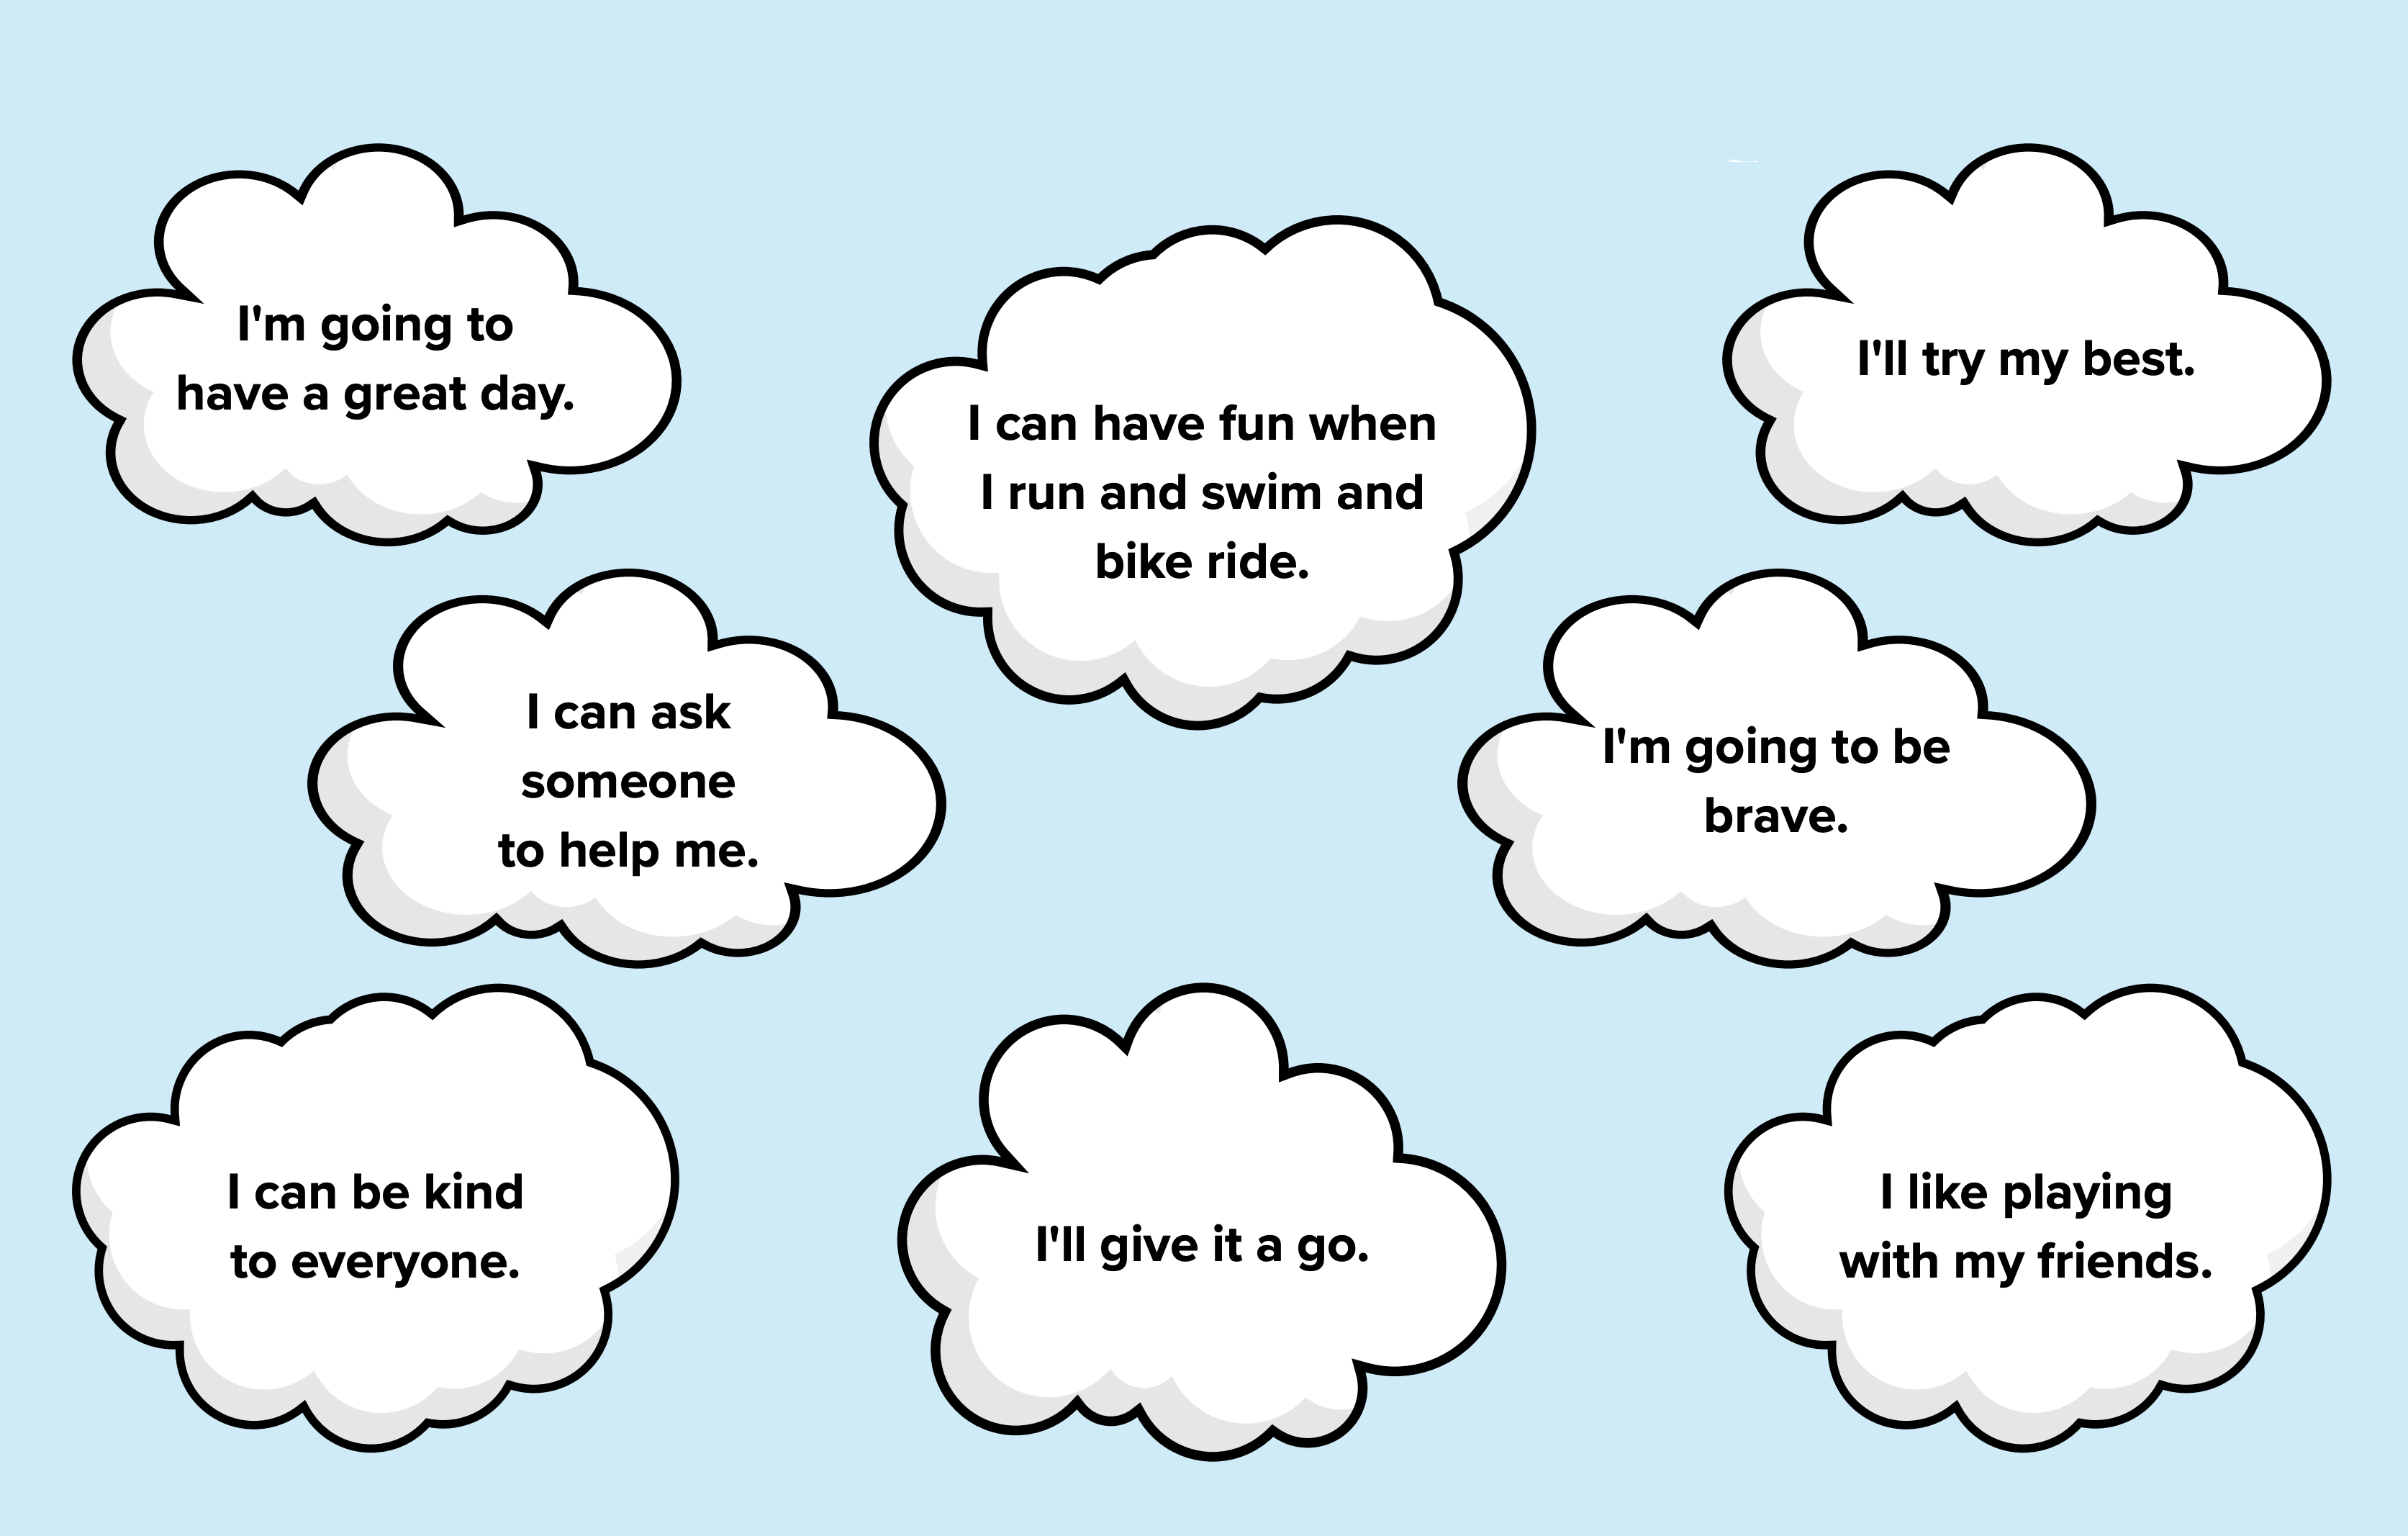 I'm going to
have a great day.
I can have fun when
I run and swim and
bike ride.
I'll try my best.
I can ask
someone
to help me.
I'm going to be
brave.
I can be kind
to everyone.
I'll give it a go.
I like playing
with my friends.